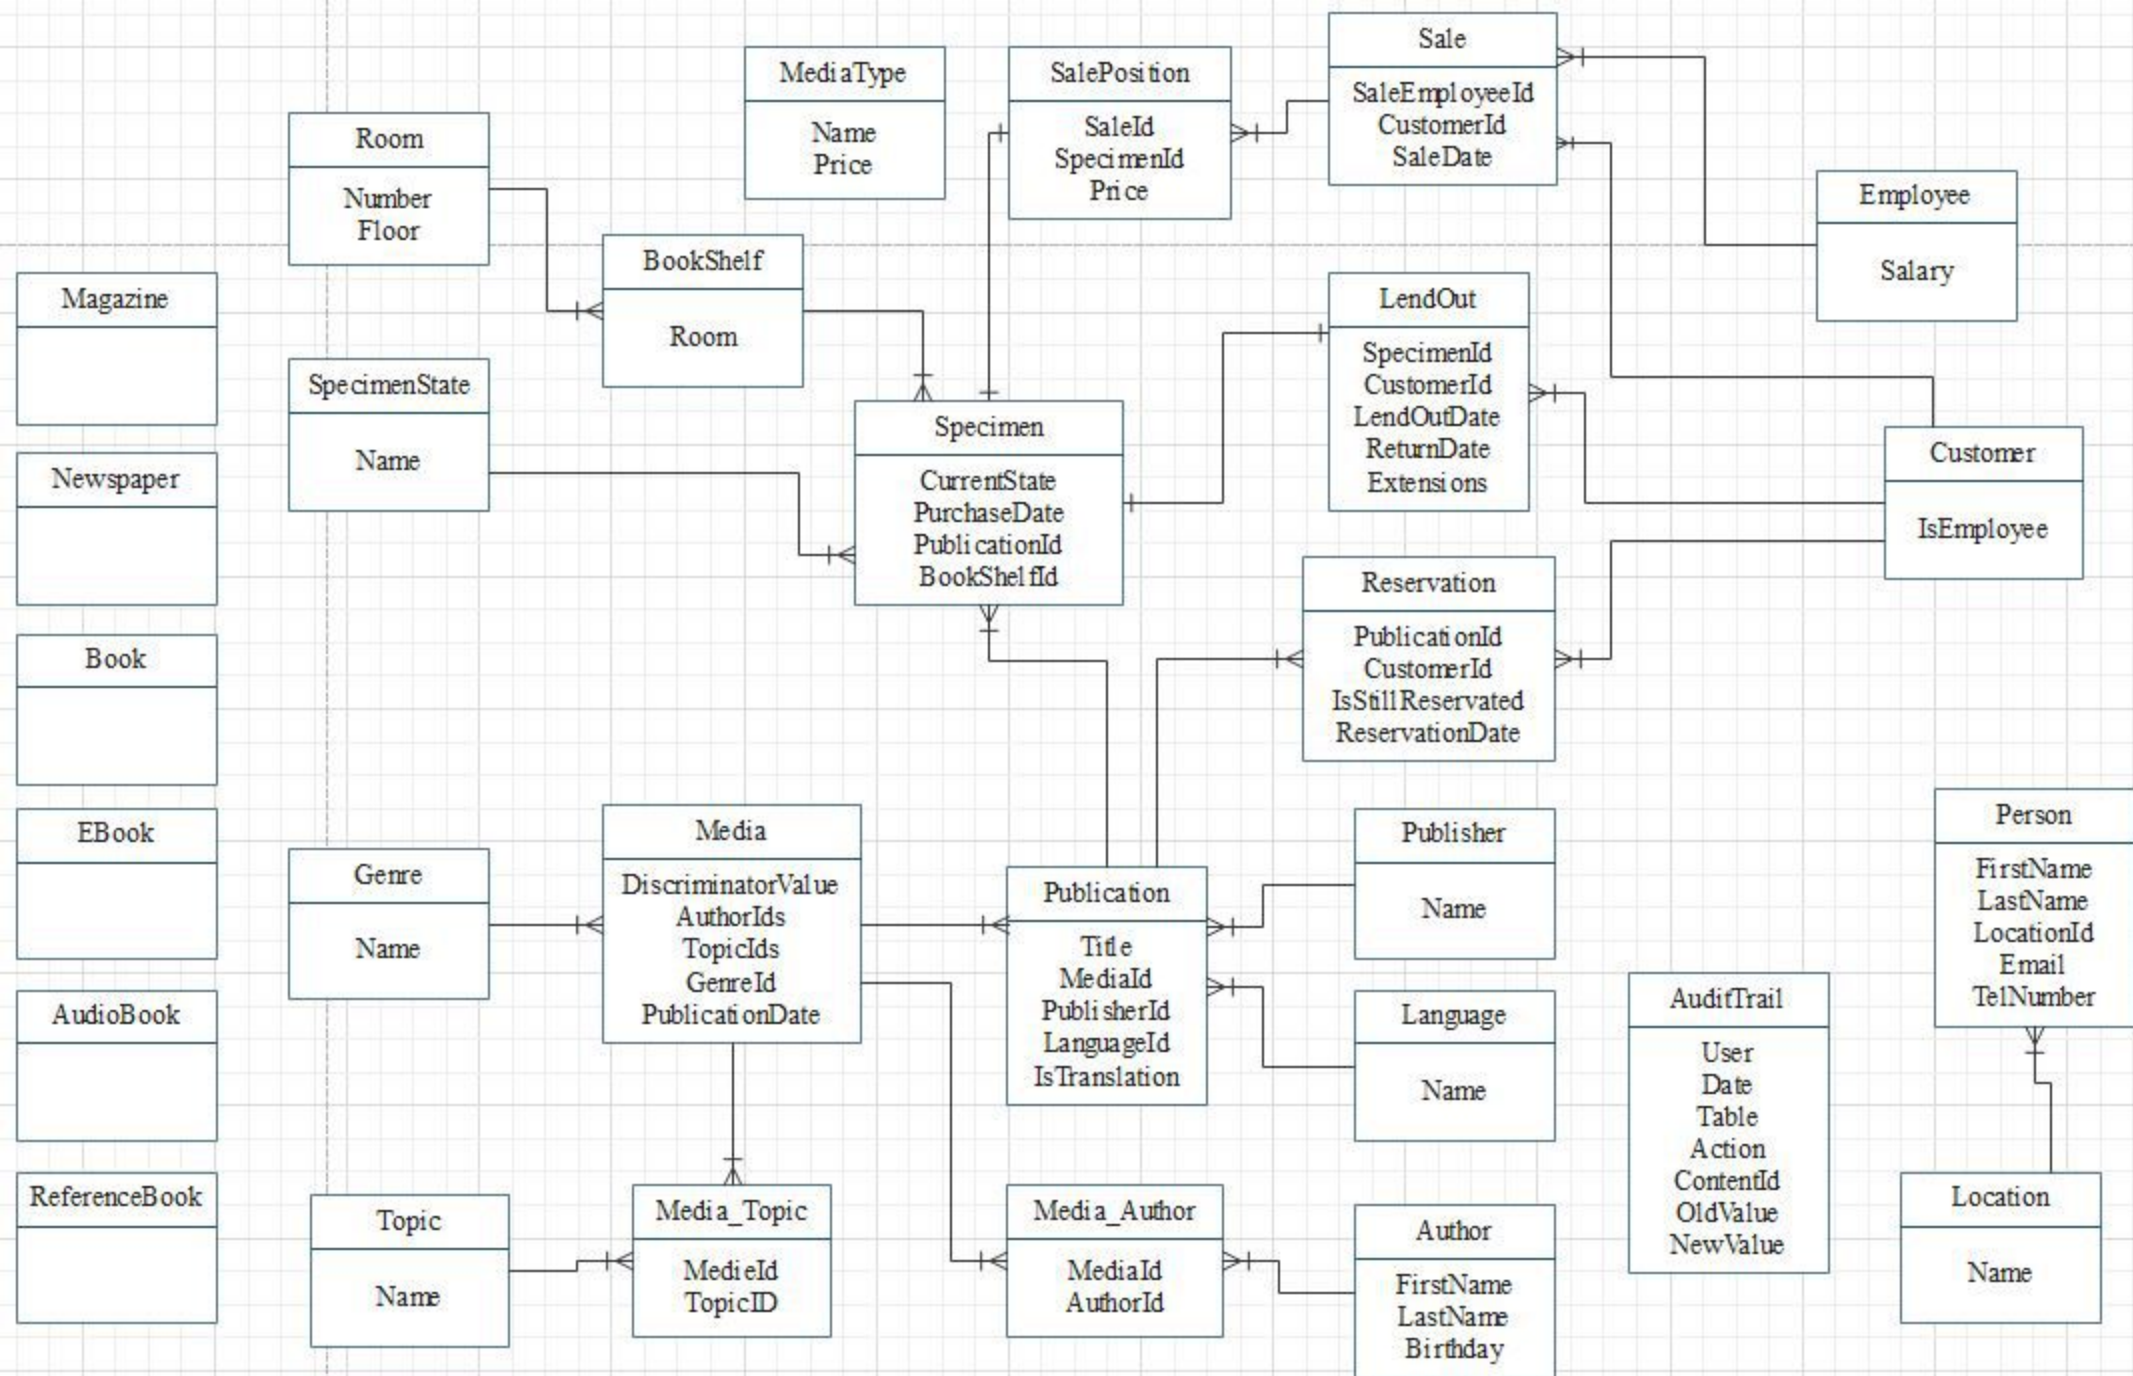 Sale
SaleEmployeeId
CustomerId
SaleDate
MediaType
Name
Price
SalePosition
SaleId
SpecimenId
Price
Room
Number
Floor
Employee
Salary
BookShelf
Room
Magazine
LendOut
SpecimenId
CustomerId
LendOutDate
ReturnDate
Extensions
SpecimenState
Name
Specimen
CurrentState
PurchaseDate
PublicationId
BookShelfId
Customer
IsEmployee
Newspaper
Reservation
PublicationId
CustomerId
IsStillReservated
ReservationDate
Book
Person
FirstName
LastName
LocationId
Email
TelNumber
EBook
Media
DiscriminatorValue
AuthorIds
TopicIds
GenreId
PublicationDate
Publisher
Name
Genre
Name
Publication
Title
MediaId
PublisherId
LanguageId
IsTranslation
AudioBook
Language
Name
AuditTrail
User
Date
Table
Action
ContentId
OldValue
NewValue
ReferenceBook
Topic
Name
Media_Topic
MedieId
TopicID
Media_Author
MediaId
AuthorId
Author
FirstName
LastName
Birthday
Location
Name